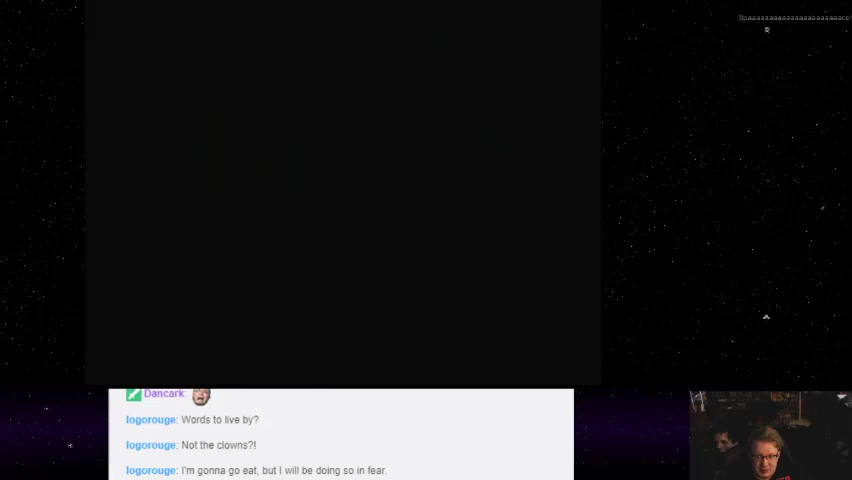 Spaaaaaaaaaaaaaaaaaaaaaace!
Dancark:
logorouge: Words to live by?
logorouge: Not the clowns?!
logorouge: I'm gonna go eat, but I will be doing so in fear.